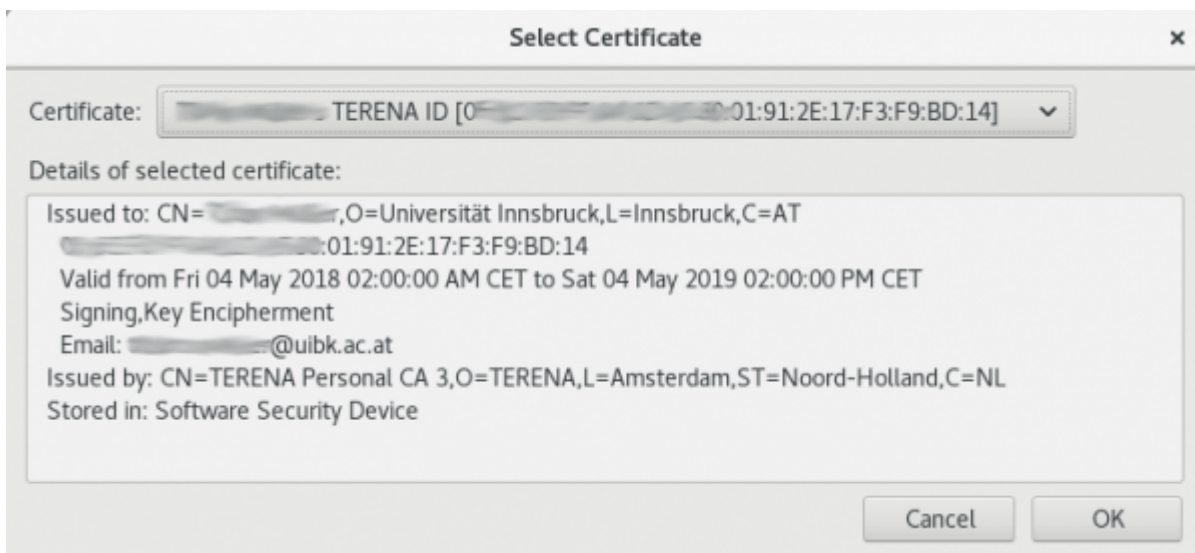 Select Certificate
Certificate: TERENA ID [0 :01:91:2E:17:F3:F9:BD:14]
Details of selected certificate:
Issued to: CN= ,O=Universität Innsbruck,L=Innsbruck,C=AT
:01:91:2E:17:F3:F9:BD:14
Valid from Fri 04 May 2018 02:00:00 AM CET to Sat 04 May 2019 02:00:00 PM CET
Signing,Key Encipherment
Email: @uibk.ac.at
Issued by: CN=TERENA Personal CA 3,O=TERENA,L=Amsterdam,ST=Noord-Holland,C=NL
Stored in: Software Security Device
Cancel OK